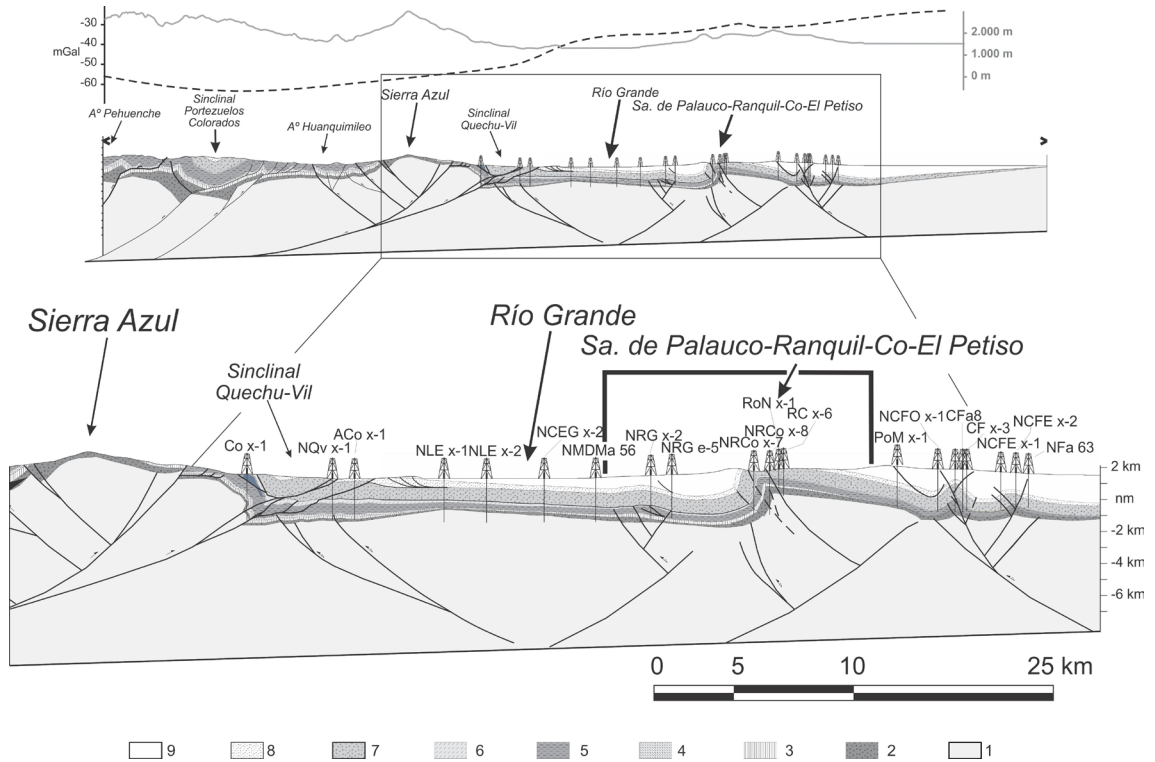 -30
-40
mGal
-50
-60
2.000 m
1.000 m
0 m
Aº Pehuenche
Sinclinal
Portezuelos
Colorados
Aº Huanquimileo
Sierra Azul
Sinclinal
Quechu-Vil
Río Grande
Sa. de Palauco-Ranquil-Co-El Petiso
Sierra Azul
Río Grande
Sa. de Palauco-Ranquil-Co-El Petiso
Sinclinal
Quechu-Vil
Co x-1
NQv x-1
ACo x-1
NLE x-1
NLE x-2
NCEG x-2
NMDMa 56
NRG x-2
NRG e-5
NRCo x-7
RoN x-1
RC x-6
NRCo x-8
PoM x-1
NCFO x-1
CFa8
CF x-3
NCFE x-1
NCFE x-2
NFa 63
2 km
nm
-2 km
-4 km
-6 km
0 5 10 25 km
9 8 7 6 5 4 3 2 1